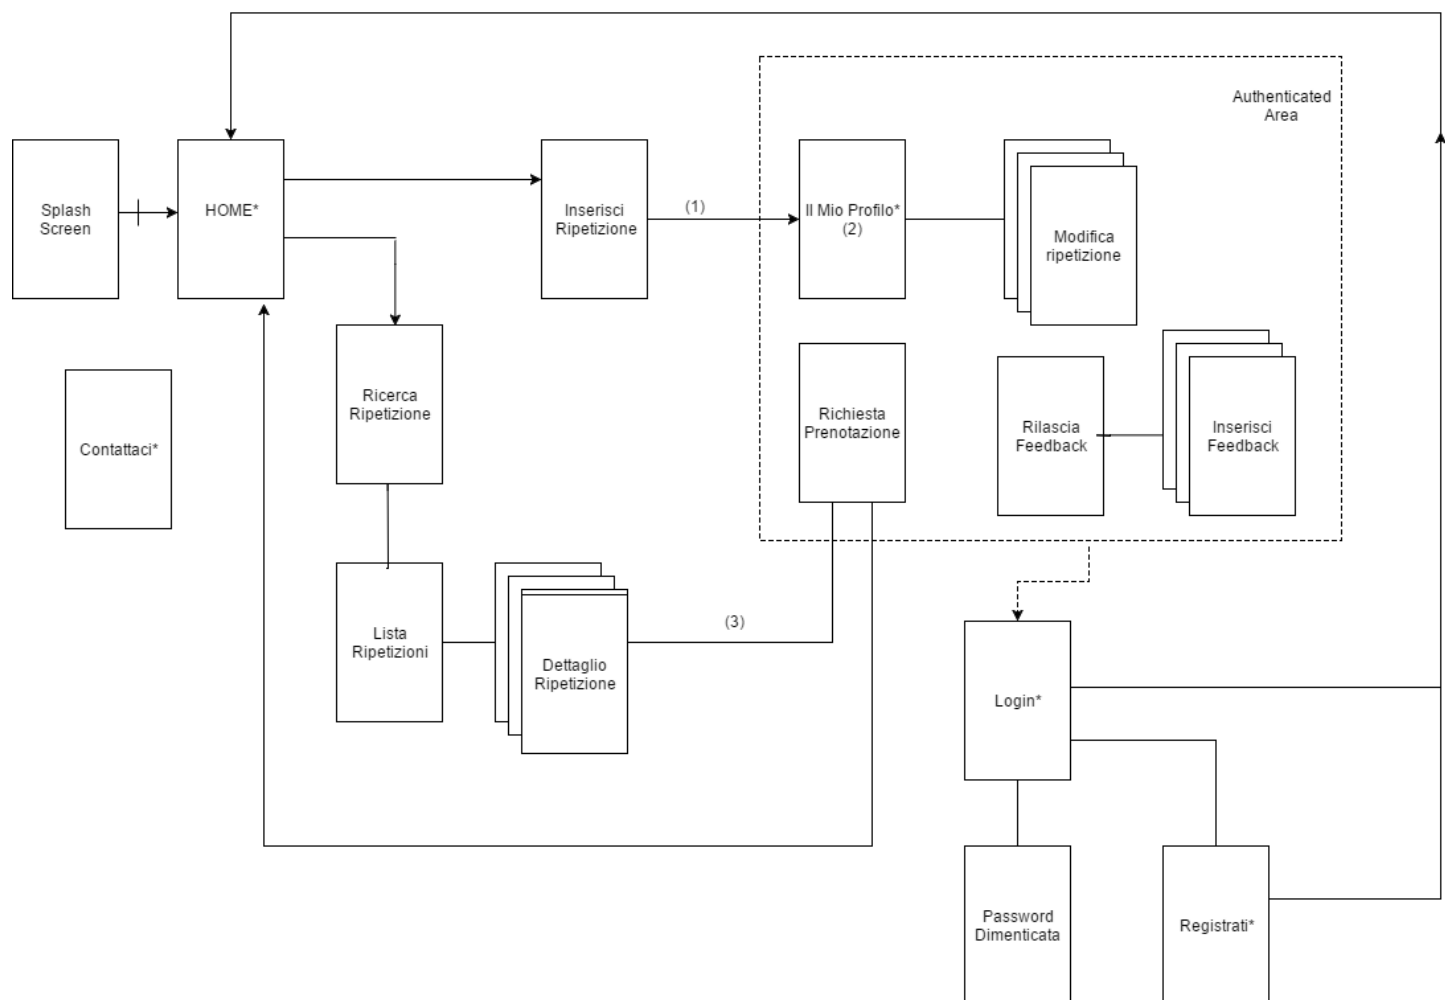 Authenticated
Area
Splash
Screen
HOME*
Inserisci
Ripetizione
(1)
Il Mio Profilo*
(2)
Modifica
ripetizione
Contattaci*
Ricerca
Ripetizione
Richiesta
Prenotazione
Rilascia
Feedback
Inserisci
Feedback
Lista
Ripetizioni
Dettaglio
Ripetizione
(3)
Login*
Password
Dimenticata
Registrati*